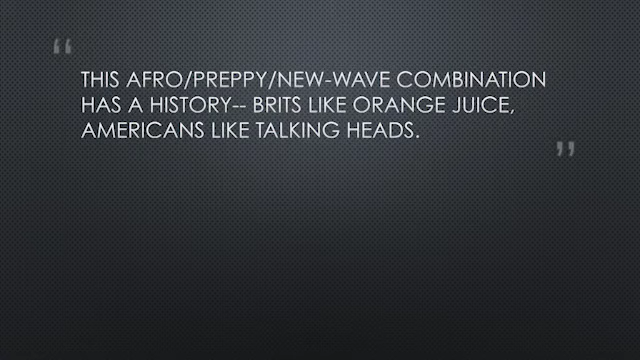 “
THIS AFRO/PREPPY/NEW-WAVE COMBINATION
HAS A HISTORY-- BRITS LIKE ORANGE JUICE,
AMERICANS LIKE TALKING HEADS.
”